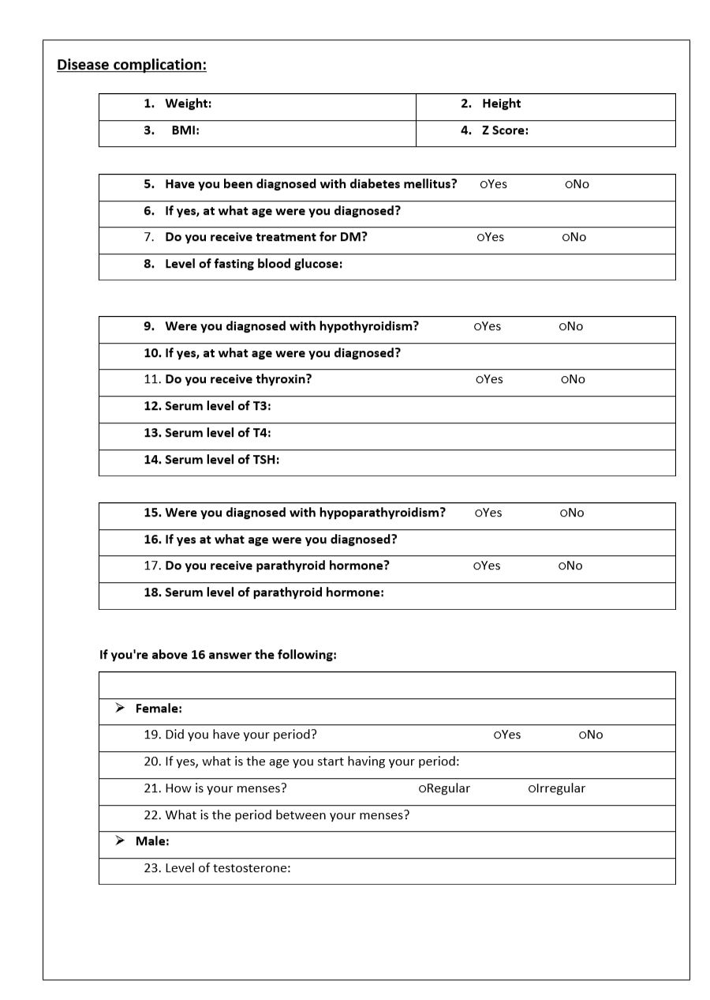 Disease complication:
1. Weight:
2. Height
3. BMI:
4. Z Score:
5. Have you been diagnosed with diabetes mellitus? ○Yes ○No
6. If yes, at what age were you diagnosed?
7. Do you receive treatment for DM? ○Yes ○No
8. Level of fasting blood glucose:
9. Were you diagnosed with hypothyroidism? ○Yes ○No
10. If yes, at what age were you diagnosed?
11. Do you receive thyroxin? ○Yes ○No
12. Serum level of T3:
13. Serum level of T4:
14. Serum level of TSH:
15. Were you diagnosed with hypoparathyroidism? ○Yes ○No
16. If yes at what age were you diagnosed?
17. Do you receive parathyroid hormone? ○Yes ○No
18. Serum level of parathyroid hormone:
If you're above 16 answer the following:
➢ Female:
19. Did you have your period? ○Yes ○No
20. If yes, what is the age you start having your period:
21. How is your menses? ○Regular ○Irregular
22. What is the period between your menses?
➢ Male:
23. Level of testosterone: